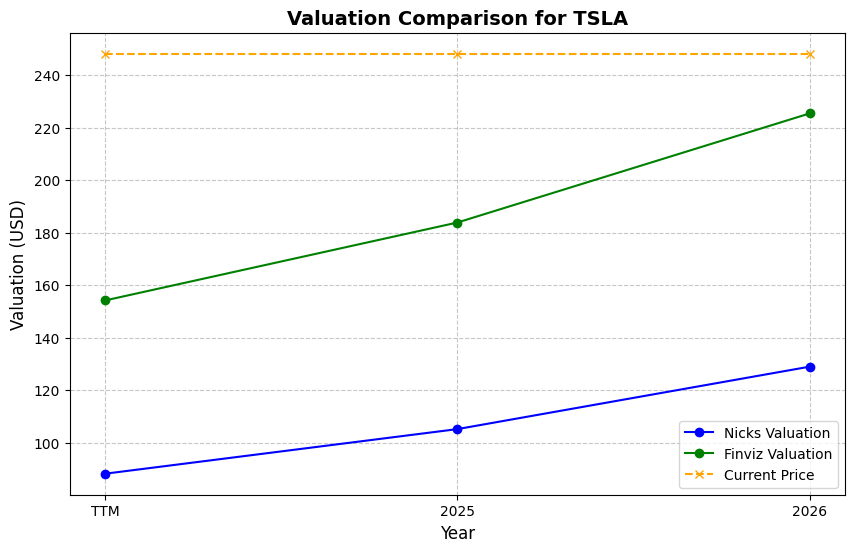 Valuation Comparison for TSLA
Valuation (USD)
240
220
200
180
160
140
120
100
TTM
2025
2026
Year
Nicks Valuation
Finviz Valuation
Current Price